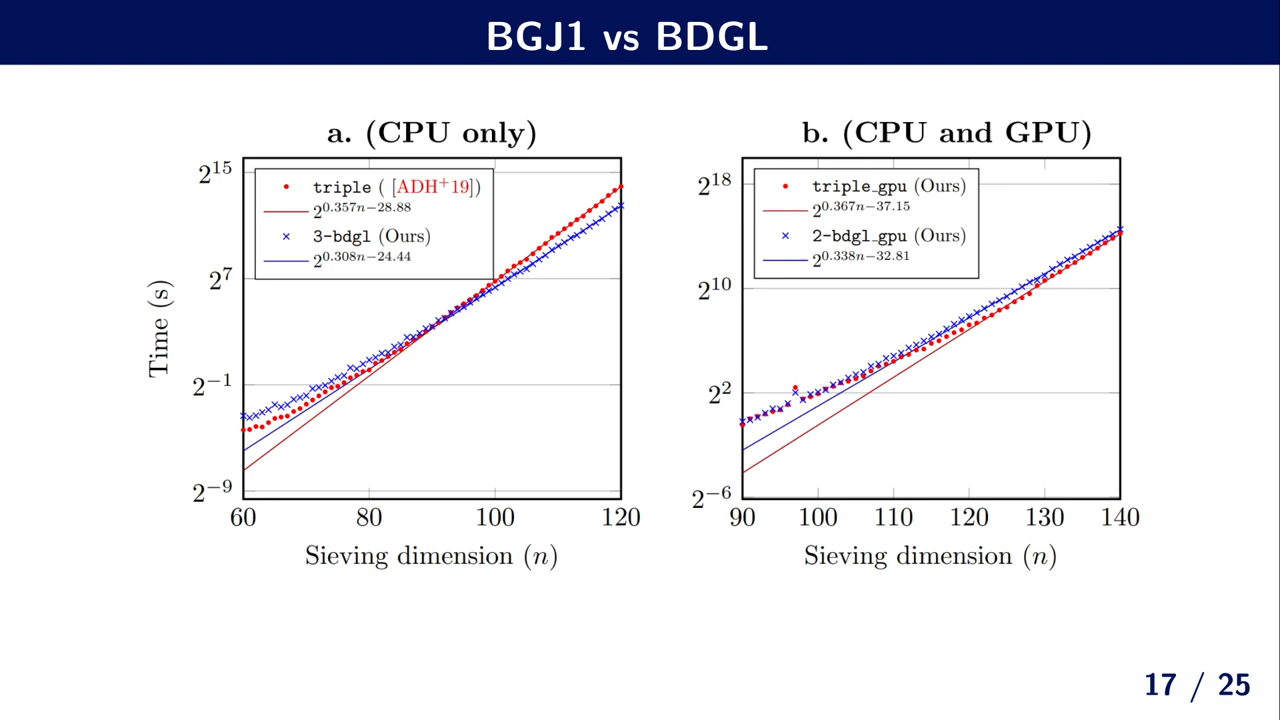 BGJ1 vs BDGL
a. (CPU only)
2^15
2^7
2^−1
2^−9
Time (s)
triple ( [ADH^+19])
2^{0.357n−28.88}
3-bdgl (Ours)
2^{0.308n−24.44}
60 80 100 120
Sieving dimension (n)
b. (CPU and GPU)
2^18
2^10
2^2
2^−6
triple_gpu (Ours)
2^{0.367n−37.15}
2-bdgl_gpu (Ours)
2^{0.338n−32.81}
90 100 110 120 130 140
Sieving dimension (n)
17 / 25